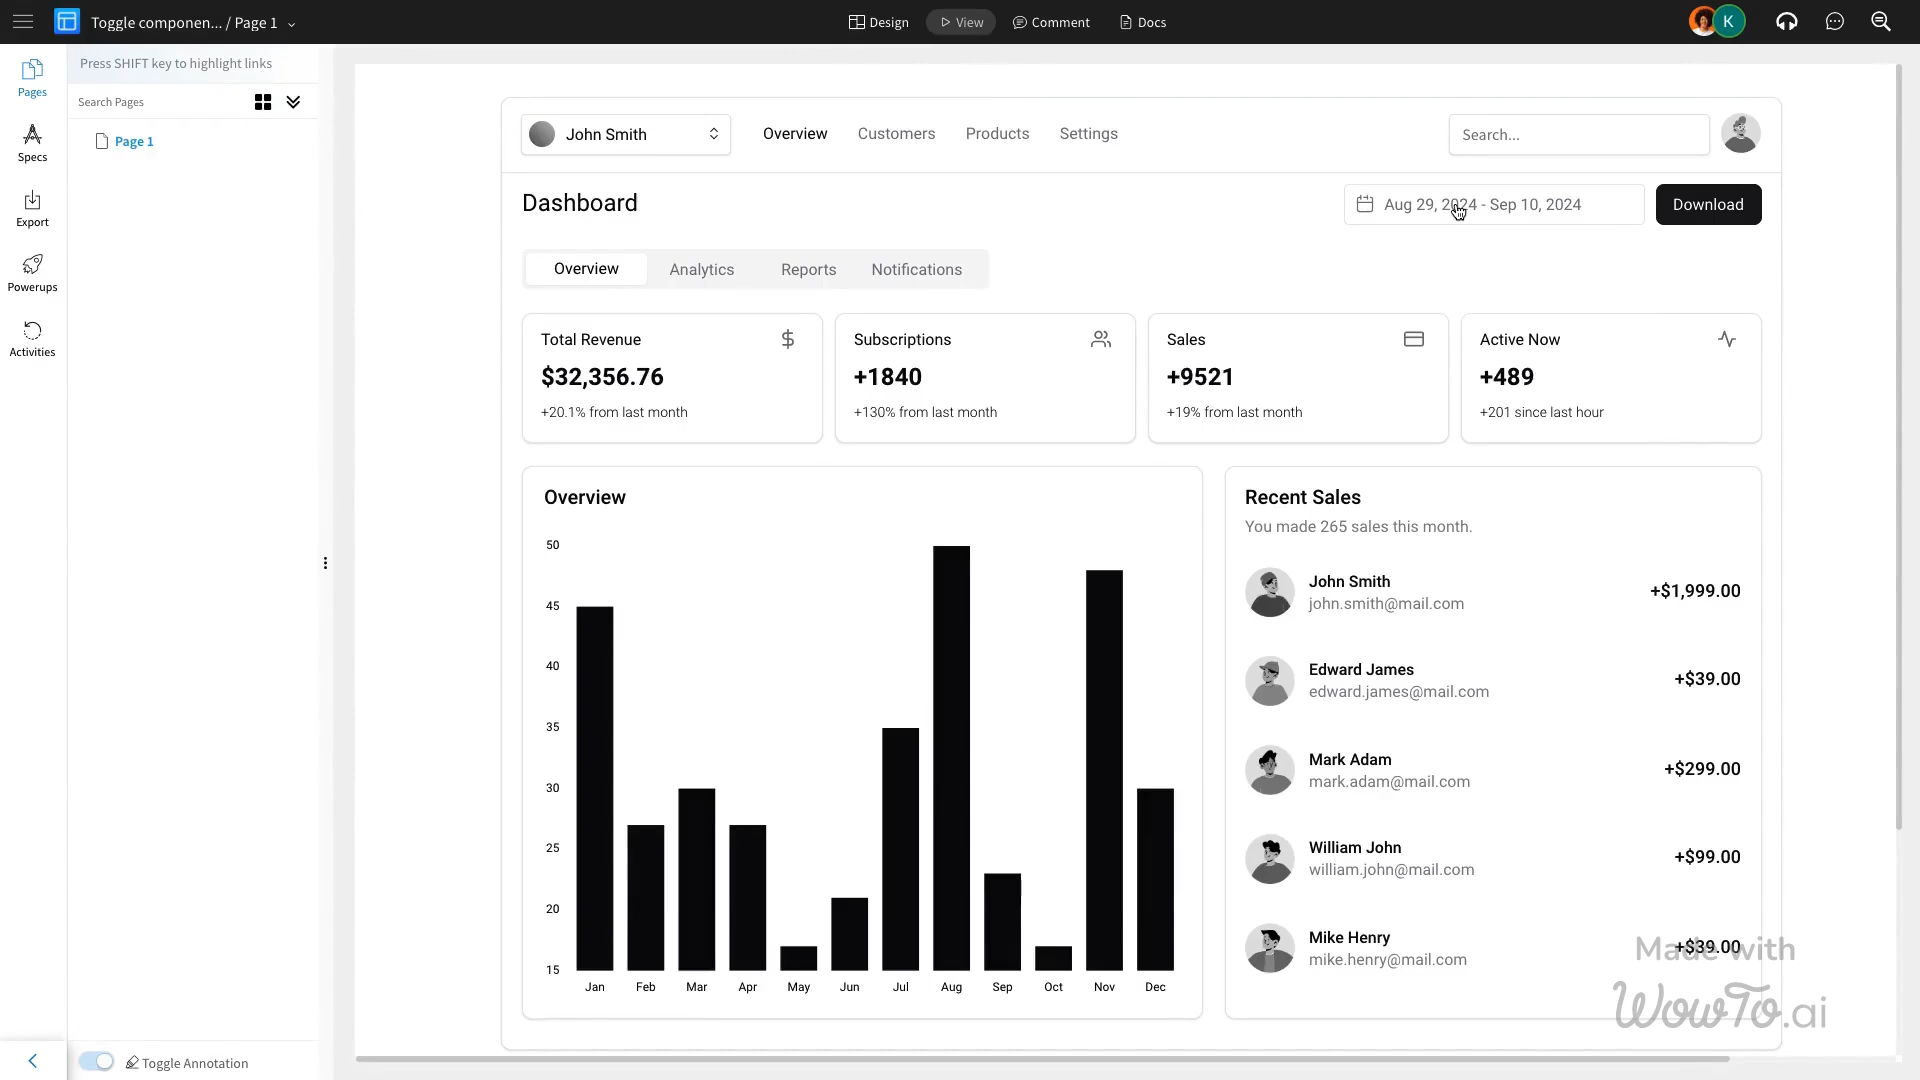 Toggle componen... / Page 1
Design
View
Comment
Docs
K
Press SHIFT key to highlight links
Pages
Search Pages
Page 1
Specs
Export
Powerups
Activities
Toggle Annotation
John Smith
Overview
Customers
Products
Settings
Search...
Dashboard
Aug 29, 2024 - Sep 10, 2024
Download
Overview
Analytics
Reports
Notifications
Total Revenue
$
$32,356.76
+20.1% from last month
Subscriptions
+1840
+130% from last month
Sales
+9521
+19% from last month
Active Now
+489
+201 since last hour
Overview
50
45
40
35
30
25
20
15
Jan Feb Mar Apr May Jun Jul Aug Sep Oct Nov Dec
Recent Sales
You made 265 sales this month.
John Smith
john.smith@mail.com
+$1,999.00
Edward James
edward.james@mail.com
+$39.00
Mark Adam
mark.adam@mail.com
+$299.00
William John
william.john@mail.com
+$99.00
Mike Henry
mike.henry@mail.com
+$39.00
Made with
WowTo.ai